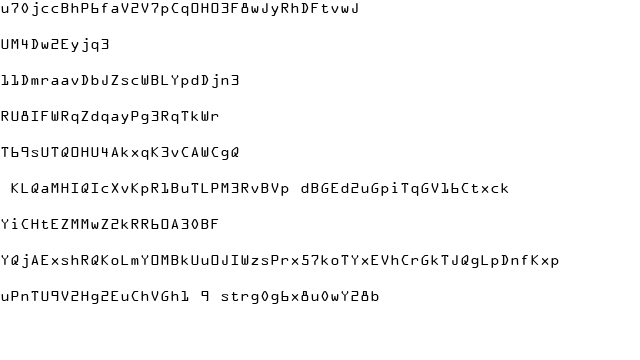 u70jccBhP6faV2V7pCqOHO3F8wJyRhDFtvwJ
UM4Dw2Eyjq3
11DmraavDbJZscWBLYpdDjn3
RU8IFWRqZdqayPg3RqTkWr
T69sUTQOHU4AkxqK3vCAWCgQ
KLQaMHIQIcXvKpR1BuTLPM3RvBVp dBGEd2uGpiTqGV16Ctxck
YiCHtEZMMwZ2kRR6OA30BF
YQjAExshRQKoLmYOMBkUuOJIWzsPrx57koTYxEVhCrGkTJQgLpDnfKxp
uPnTU9V2Hg2EuChVGh1 9 strg0g6x8u0wY28b